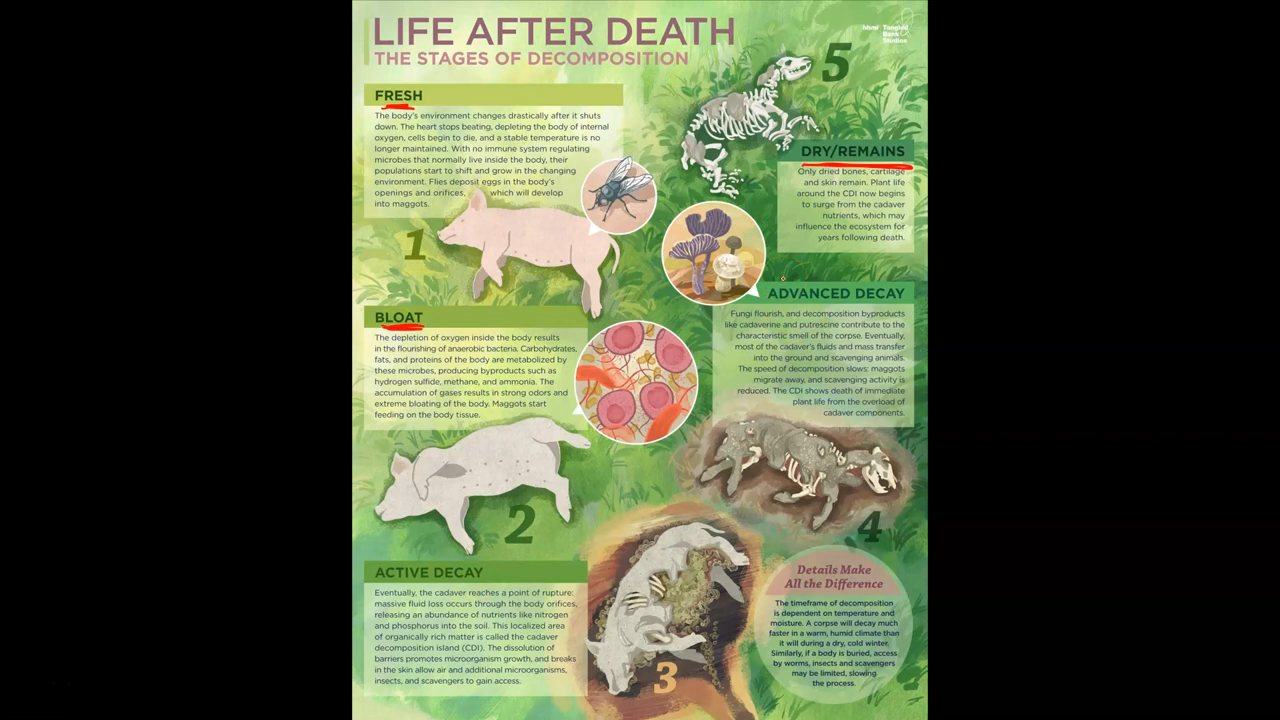 LIFE AFTER DEATH
THE STAGES OF DECOMPOSITION
hhmi Tangled
Bank
Studios
FRESH
The body's environment changes drastically after it shuts
down. The heart stops beating, depleting the body of internal
oxygen, cells begin to die, and a stable temperature is no
longer maintained. With no immune system regulating
microbes that normally live inside the body, their
populations start to shift and grow in the changing
environment. Flies deposit eggs in the body's
openings and orifices, which will develop
into maggots.
1
BLOAT
The depletion of oxygen inside the body results
in the flourishing of anaerobic bacteria. Carbohydrates,
fats, and proteins of the body are metabolized by
these microbes, producing byproducts such as
hydrogen sulfide, methane, and ammonia. The
accumulation of gases results in strong odors and
extreme bloating of the body. Maggots start
feeding on the body tissue.
2
ACTIVE DECAY
Eventually, the cadaver reaches a point of rupture:
massive fluid loss occurs through the body orifices,
releasing an abundance of nutrients like nitrogen
and phosphorus into the soil. This localized area
of organically rich matter is called the cadaver
decomposition island (CDI). The dissolution of
barriers promotes microorganism growth, and breaks
in the skin allow air and additional microorganisms,
insects, and scavengers to gain access.
3
ADVANCED DECAY
Fungi flourish, and decomposition byproducts
like cadaverine and putrescine contribute to the
characteristic smell of the corpse. Eventually,
most of the cadaver's fluids and mass transfer
into the ground and scavenging animals.
The speed of decomposition slows: maggots
migrate away, and scavenging activity is
reduced. The CDI shows death of immediate
plant life from the overload of
cadaver components.
4
5
DRY/REMAINS
Only dried bones, cartilage
and skin remain. Plant life
around the CDI now begins
to surge from the cadaver
nutrients, which may
influence the ecosystem for
years following death.
Details Make
All the Difference
The timeframe of decomposition
is dependent on temperature and
moisture. A corpse will decay much
faster in a warm, humid climate than
it will during a dry, cold winter.
Similarly, if a body is buried, access
by worms, insects and scavengers
may be limited, slowing
the process.